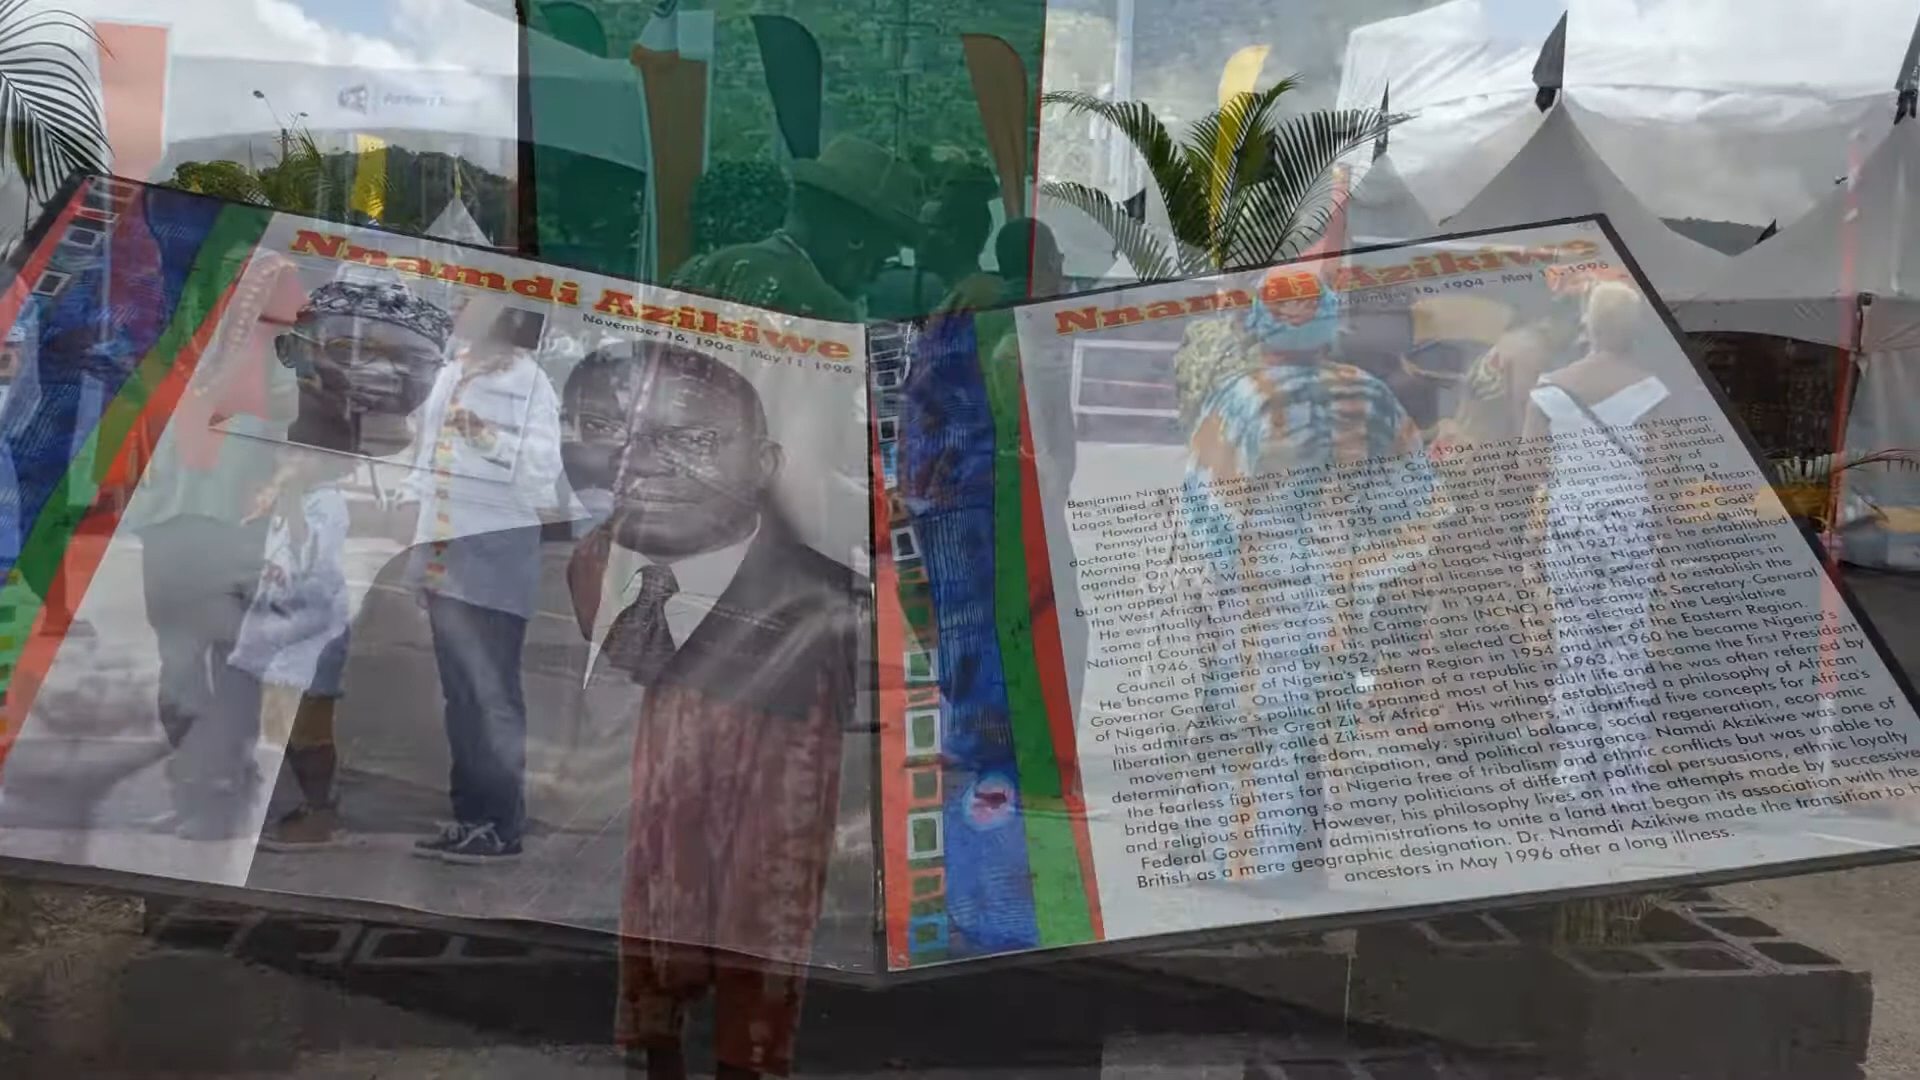 Nnamdi Azikiwe
November 16, 1904 - May 11, 1996
Nnamdi Azikiwe
November 16, 1904 - May 11, 1996
Benjamin Nnamdi Azikiwe was born November 16, 1904 in in Zungeru, Northern Nigeria.
He studied at Hope Waddell Training Institute, Calabar, and Methodist Boys High School,
Lagos before moving to the United States. Over the period 1925 to 1934, he attended
Howard University, Washington DC, Lincoln University, Pennsylvania, University of
Pennsylvania and Columbia University and obtained a series of degrees, including a
doctorate. He returned to Nigeria in 1935 and took up a post as an editor at the African
Morning Post based in Accra, Ghana where he used his position to promote a pro African
agenda. On May 15, 1936, Azikiwe published an article entitled "Has the African a God?"
written by I. Wallace-Johnson and was charged with sedition. He was found guilty
but on appeal he was acquitted. He returned to Lagos Nigeria in 1937 where he established
the West African Pilot and utilized his editorial license to stimulate Nigerian nationalism
He eventually founded the Zik Group of Newspapers, publishing several newspapers in
some of the main cities across the country. In 1944, Dr. Azikiwe helped to establish the
National Council of Nigeria and the Cameroons (NCNC) and became its Secretary-General
in 1946. Shortly thereafter his political star rose. He was elected to the Legislative
Council of Nigeria and by 1952, he was elected Chief Minister of the Eastern Region.
He became Premier of Nigeria's Eastern Region in 1954 and in 1960 he became Nigeria's
Governor General. On the proclamation of a republic in 1963, he became the first President
of Nigeria. Azikiwe's political life spanned most of his adult life and he was often referred by
his admirers as "The Great Zik of Africa". His writings established a philosophy of African
liberation generally called Zikism and among others, it identified five concepts for Africa's
movement towards freedom, namely: spiritual balance, social regeneration, economic
determination, mental emancipation, and political resurgence. Namdi Akzikiwe was one of
the fearless fighters for a Nigeria free of tribalism and ethnic conflicts but was unable to
bridge the gap among so many politicians of different political persuasions, ethnic loyalty
and religious affinity. However, his philosophy lives on in the attempts made by successive
Federal Government administrations to unite a land that began its association with the
British as a mere geographic designation. Dr. Nnamdi Azikiwe made the transition to
ancestors in May 1996 after a long illness.